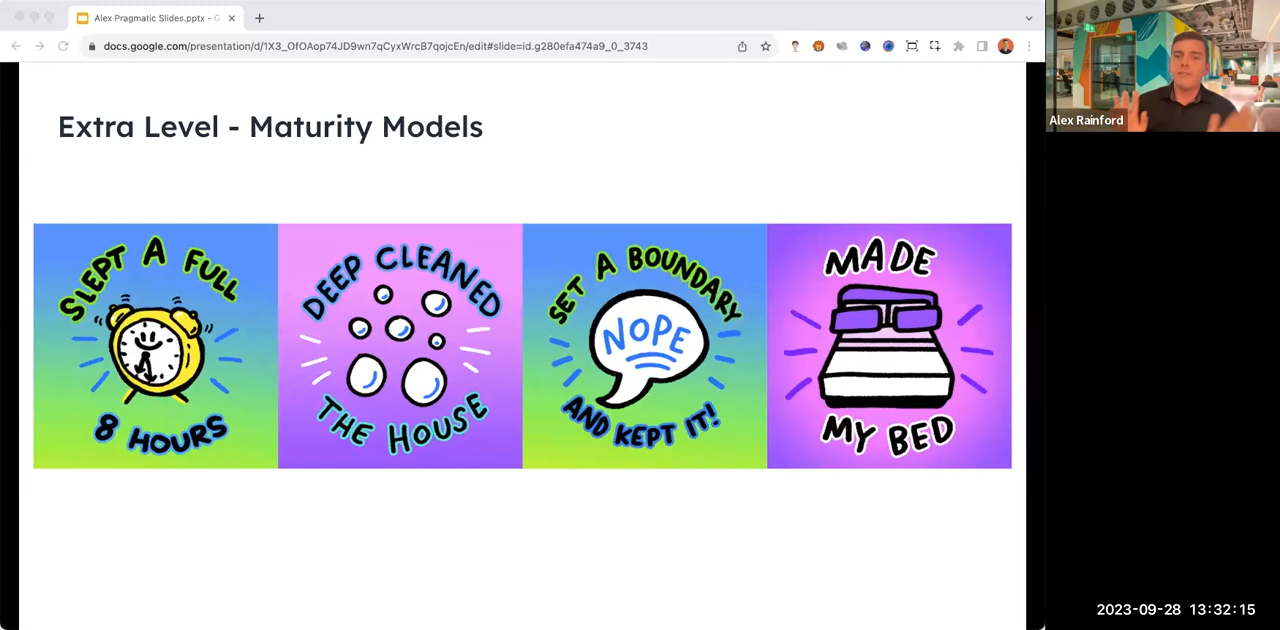 Alex Pragmatic Slides.pptx - G
docs.google.com/presentation/d/1X3_OfOAop74JD9wn7qCyxWrcB7qojcEn/edit#slide=id.g280efa474a9_0_3743
Alex Rainford
Extra Level - Maturity Models
SLEPT A FULL
8 HOURS
DEEP CLEANED
THE HOUSE
SET A BOUNDARY
NOPE
AND KEPT IT!
MADE
MY BED
2023-09-28 13:32:15